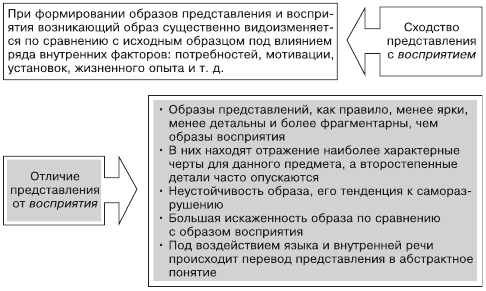 При формировании образов представления и воспри-
ятия возникающий образ существенно видоизменяет-
ся по сравнению с исходным образцом под влиянием
ряда внутренних факторов: потребностей, мотивации,
установок, жизненного опыта и т. д.
Сходство
представления
с восприятием
Отличие
представления
от восприятия
• Образы представлений, как правило, менее ярки,
менее детальны и более фрагментарны, чем
образы восприятия
• В них находят отражение наиболее характерные
черты для данного предмета, а второстепенные
детали часто опускаются
• Неустойчивость образа, его тенденция к самораз-
рушению
• Большая искаженность образа по сравнению
с образом восприятия
• Под воздействием языка и внутренней речи
происходит перевод представления в абстрактное
понятие